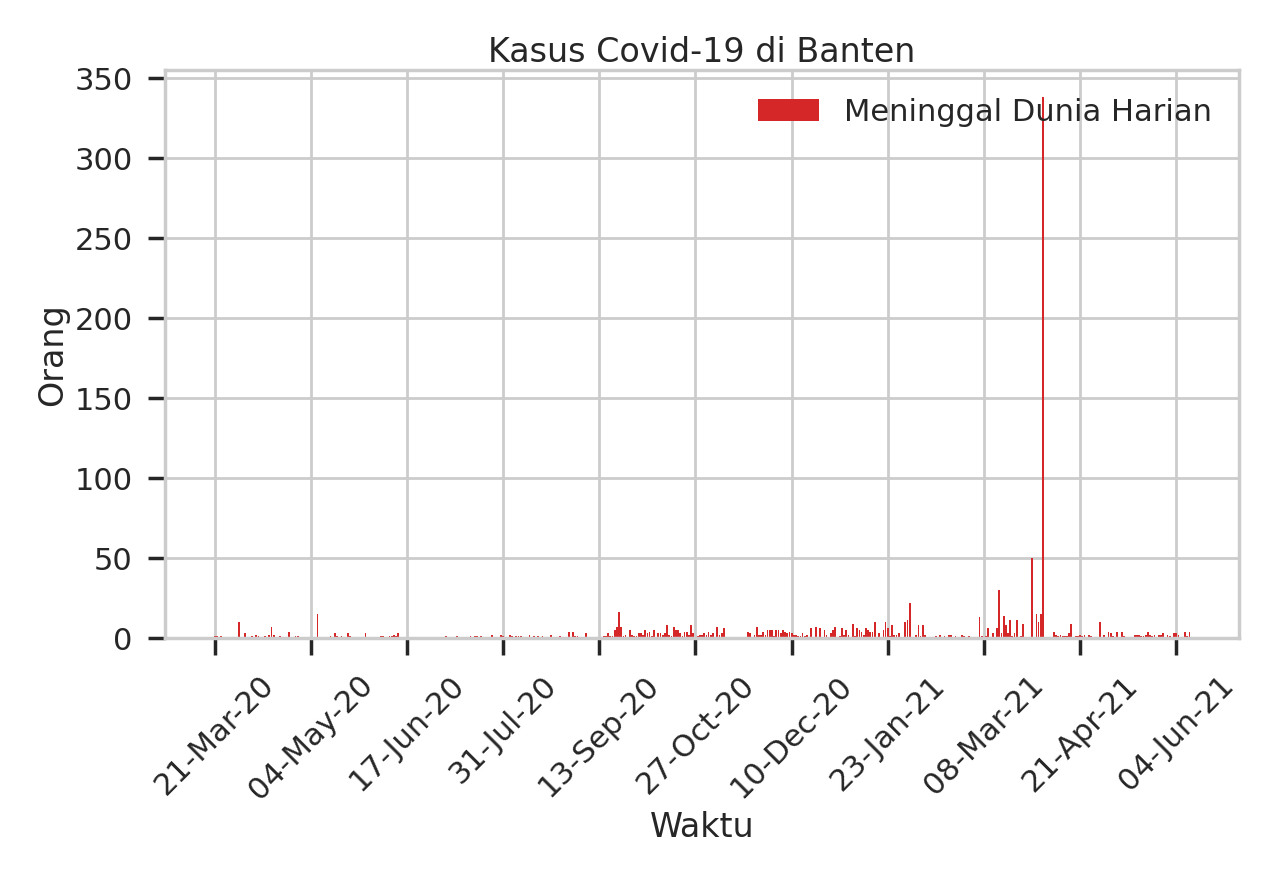 Kasus Covid-19 di Banten
Meninggal Dunia Harian
350
300
250
200
150
100
50
0
Orang
21-Mar-20
04-May-20
17-Jun-20
31-Jul-20
13-Sep-20
27-Oct-20
10-Dec-20
23-Jan-21
08-Mar-21
21-Apr-21
04-Jun-21
Waktu